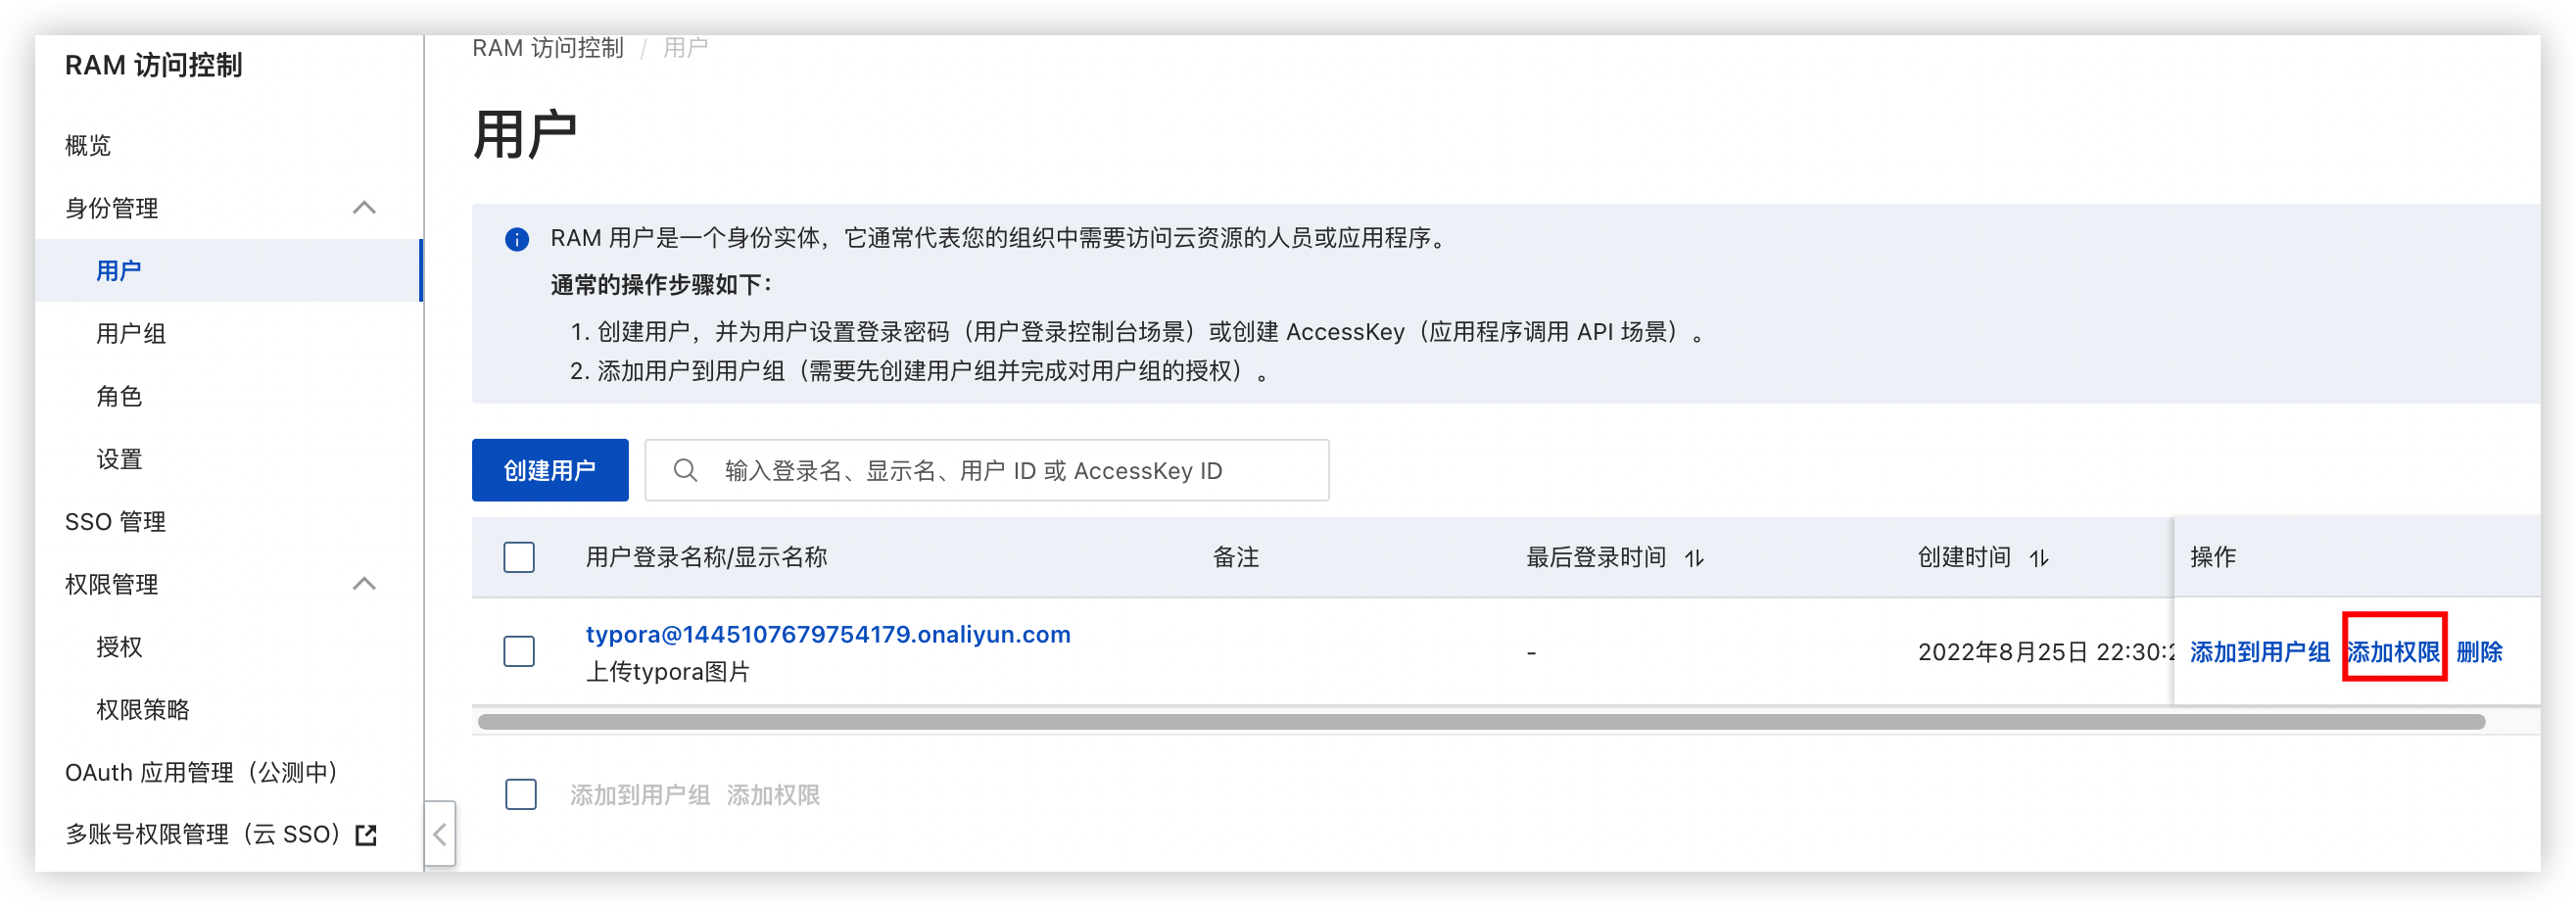 RAM 访问控制
概览
身份管理
用户
用户组
角色
设置
SSO 管理
权限管理
授权
权限策略
OAuth 应用管理（公测中）
多账号权限管理（云 SSO）
RAM 访问控制 / 用户
用户
RAM 用户是一个身份实体，它通常代表您的组织中需要访问云资源的人员或应用程序。
通常的操作步骤如下：
1. 创建用户，并为用户设置登录密码（用户登录控制台场景）或创建 AccessKey（应用程序调用 API 场景）。
2. 添加用户到用户组（需要先创建用户组并完成对用户组的授权）。
创建用户 输入登录名、显示名、用户 ID 或 AccessKey ID
用户登录名称/显示名称 备注 最后登录时间 创建时间 操作
typora@1445107679754179.onaliyun.com
上传typora图片
- 2022年8月25日 22:30:2 添加到用户组 添加权限 删除
添加到用户组 添加权限